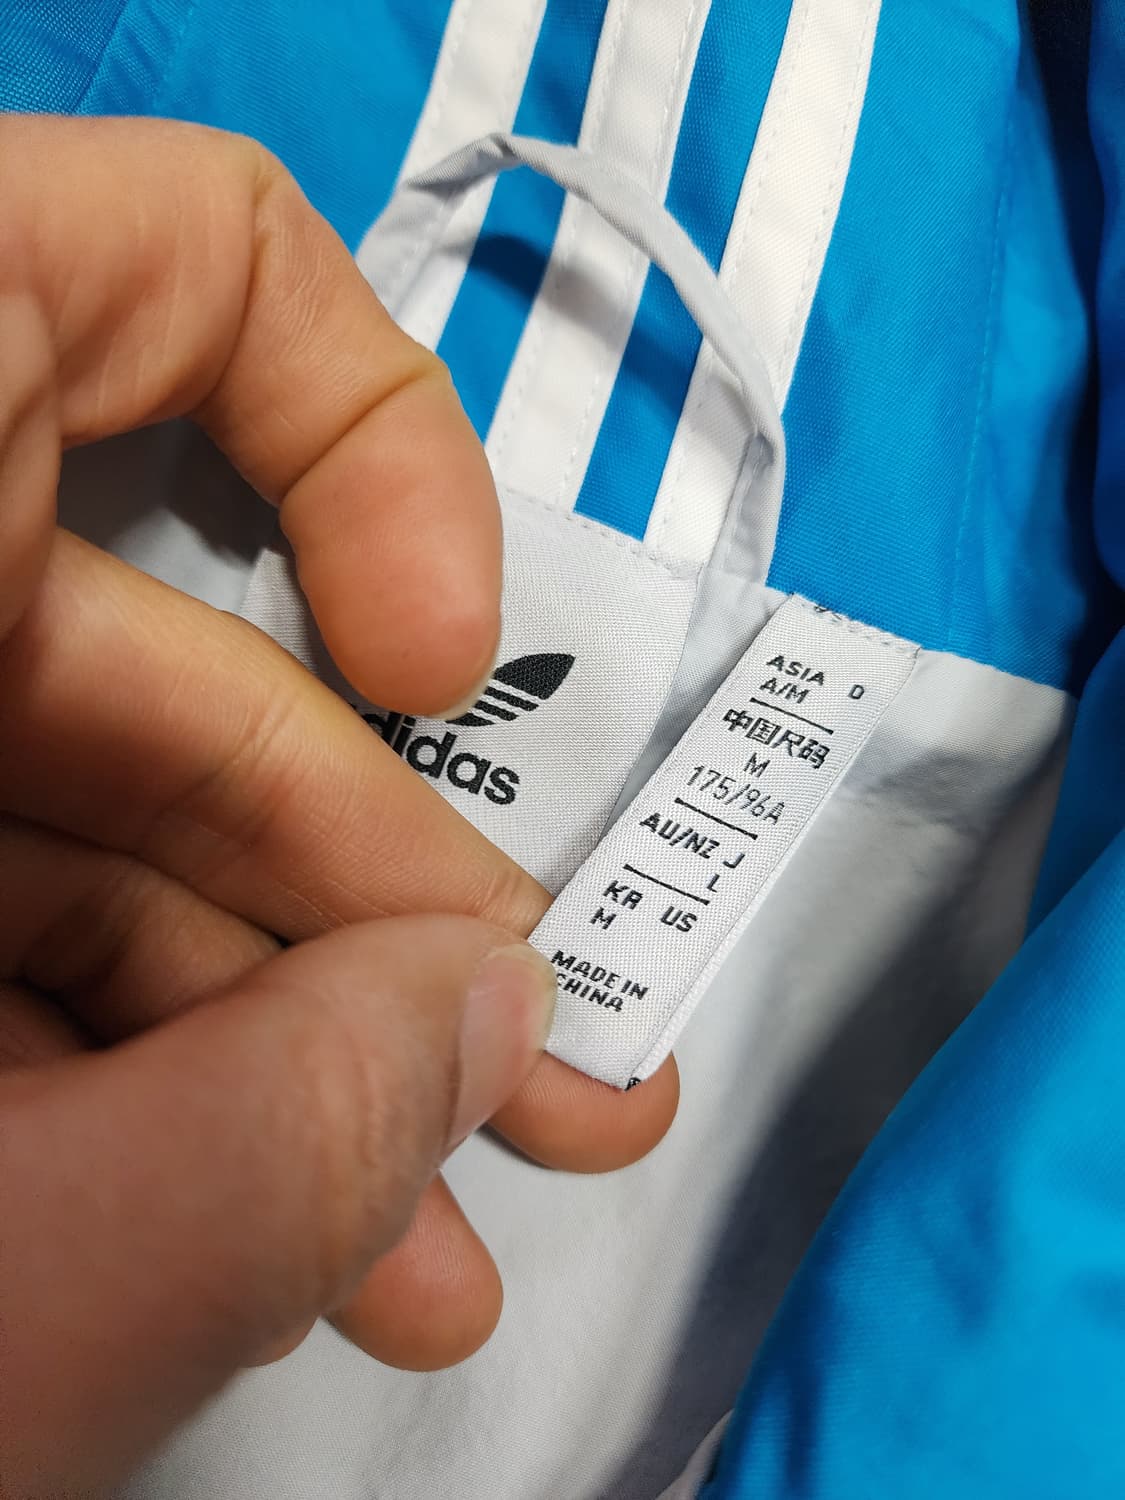 adidas
ASIA D
A/M
中国尺码
M
175/96A
AU/NZ J
L
KR US
M
MADE IN
CHINA